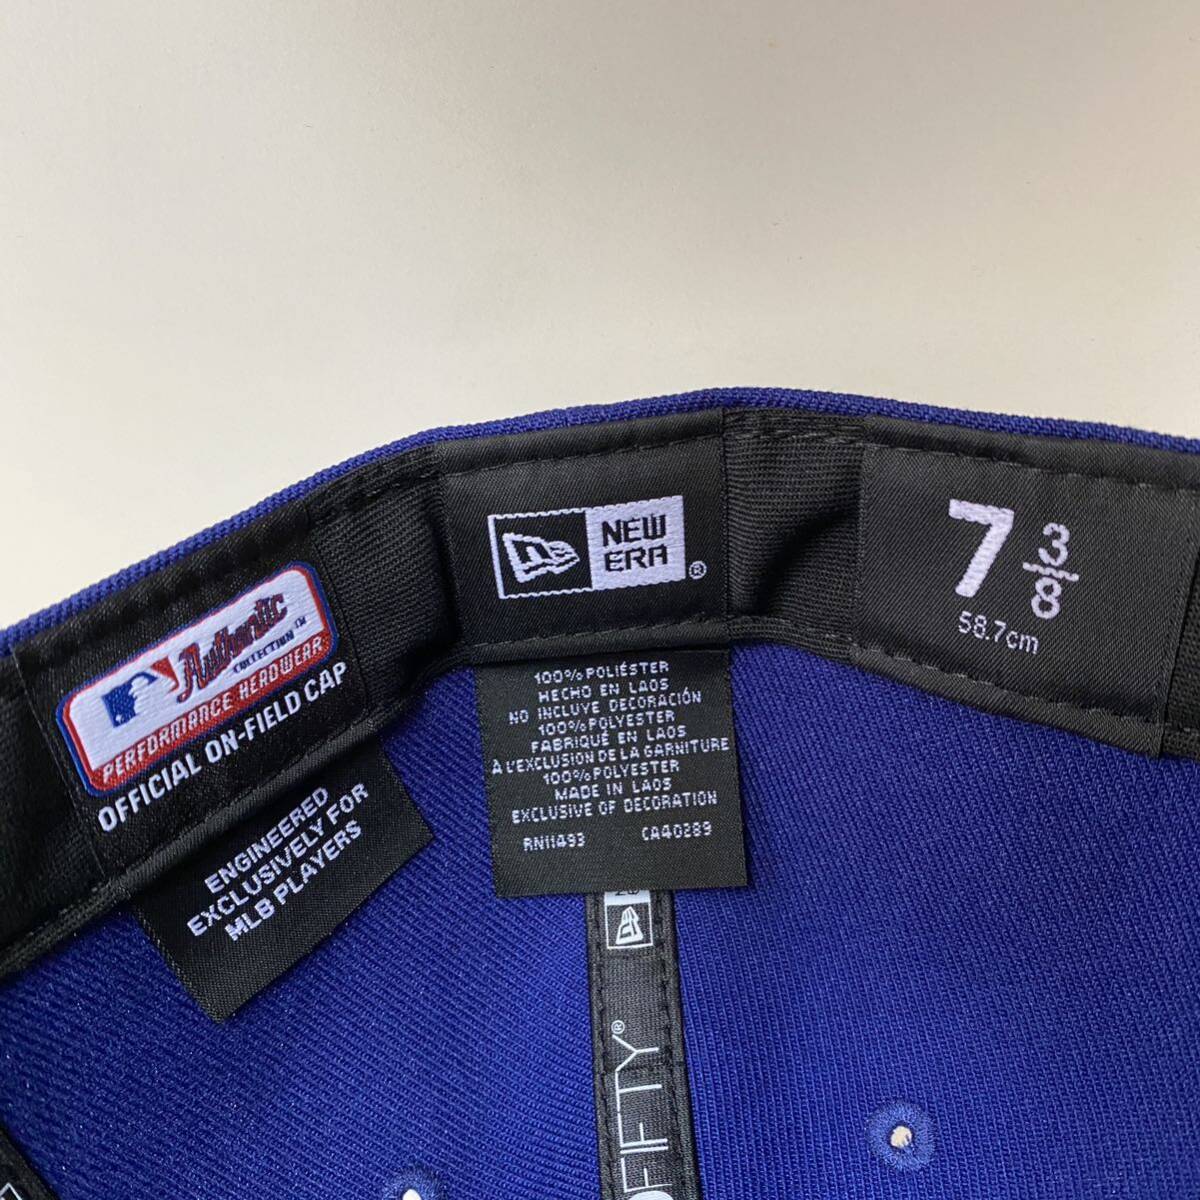 Authentic
COLLECTION™
PERFORMANCE HEADWEAR
OFFICIAL ON-FIELD CAP
ENGINEERED
EXCLUSIVELY FOR
MLB PLAYERS
NEW
ERA®
100% POLIÉSTER
HECHO EN LAOS
NO INCLUYE DECORACIÓN
100% POLYESTER
FABRIQUÉ EN LAOS
À L'EXCLUSION DE LA GARNITURE
100% POLYESTER
MADE IN LAOS
EXCLUSIVE OF DECORATION
RN11493 CA40289
7 3/8
58.7cm
FIFTY®